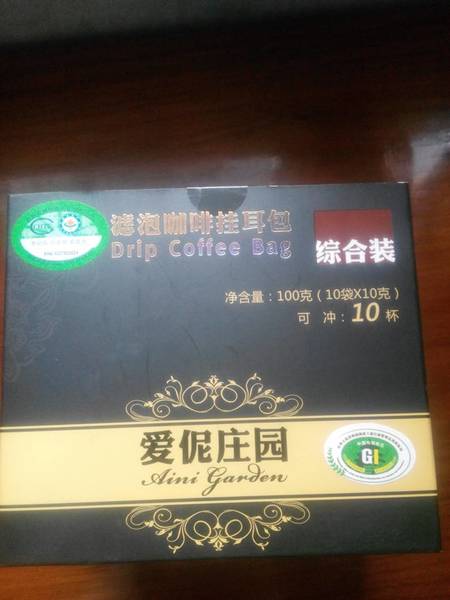 滤泡咖啡挂耳包
Drip Coffee Bag
综合装
净含量：100克（10袋X10克）
可 冲：10杯
爱伲庄园
Aini Garden
GI